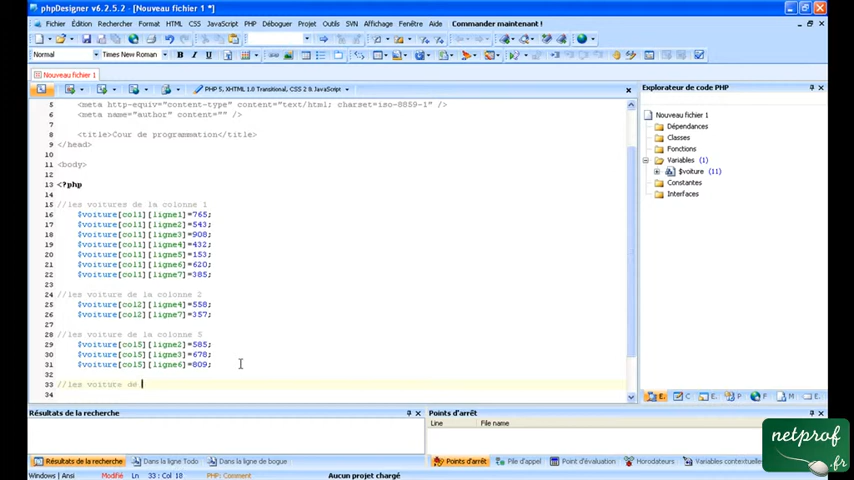 phpDesigner v6.2.5.2 - [Nouveau fichier 1 *]
Fichier Édition Rechercher Format HTML CSS JavaScript PHP Déboguer Projet Outils SVN Affichage Fenêtre Aide Commander maintenant !
Normal Times New Roman B I U
Nouveau fichier 1
PHP 5, XHTML 1.0 Transitional, CSS 2 & JavaScript
Explorateur de code PHP
5 <meta http-equiv="content-type" content="text/html; charset=iso-8859-1" />
6 <meta name="author" content="" />
8 <title>Cour de programmation</title>
9 </head>
10
11 <body>
12
13 <?php
14
15 //les voitures de la colonne 1
16 $voiture[col1][ligne1]=765;
17 $voiture[col1][ligne2]=543;
18 $voiture[col1][ligne3]=908;
19 $voiture[col1][ligne4]=432;
20 $voiture[col1][ligne5]=153;
21 $voiture[col1][ligne6]=620;
22 $voiture[col1][ligne7]=385;
23
24 //les voiture de la colonne 2
25 $voiture[col2][ligne4]=558;
26 $voiture[col2][ligne7]=357;
27
28 //les voiture de la colonne 5
29 $voiture[col5][ligne2]=585;
30 $voiture[col5][ligne3]=678;
31 $voiture[col5][ligne6]=809;
32
33 //les voiture dé
34
Nouveau fichier 1
Dépendances
Classes
Fonctions
Variables (1)
$voiture (11)
Constantes
Interfaces
E. C. E. P. F. M. P.
Résultats de la recherche
Points d'arrêt
Line File name
Résultats de la recherche Dans la ligne Todo Dans la ligne de bogue
Points d'arrêt Pile d'appel Point d'évaluation Horodateurs Variables contextuelle
Windows | Ansi Modifié Ln 33 : Col 18 PHP: Comment Aucun projet chargé
netprof
.fr